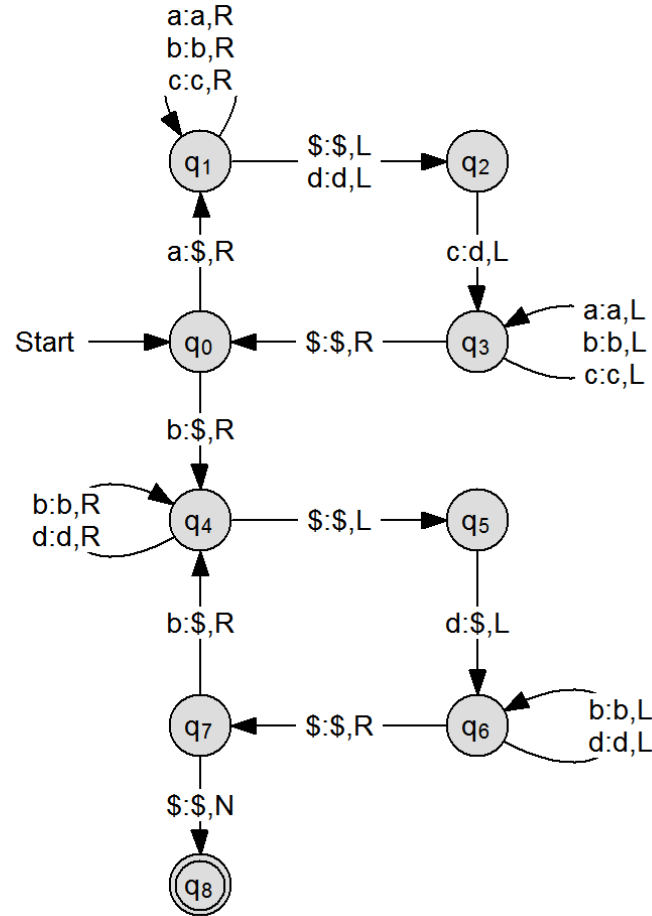 a:a,R
b:b,R
c:c,R
q₁
$:$,L
d:d,L
q₂
a:$,R
c:d,L
Start
q₀
$:$,R
q₃
a:a,L
b:b,L
c:c,L
b:$,R
b:b,R
d:d,R
q₄
$:$,L
q₅
b:$,R
d:$,L
q₇
$:$,R
q₆
b:b,L
d:d,L
$:$,N
q₈